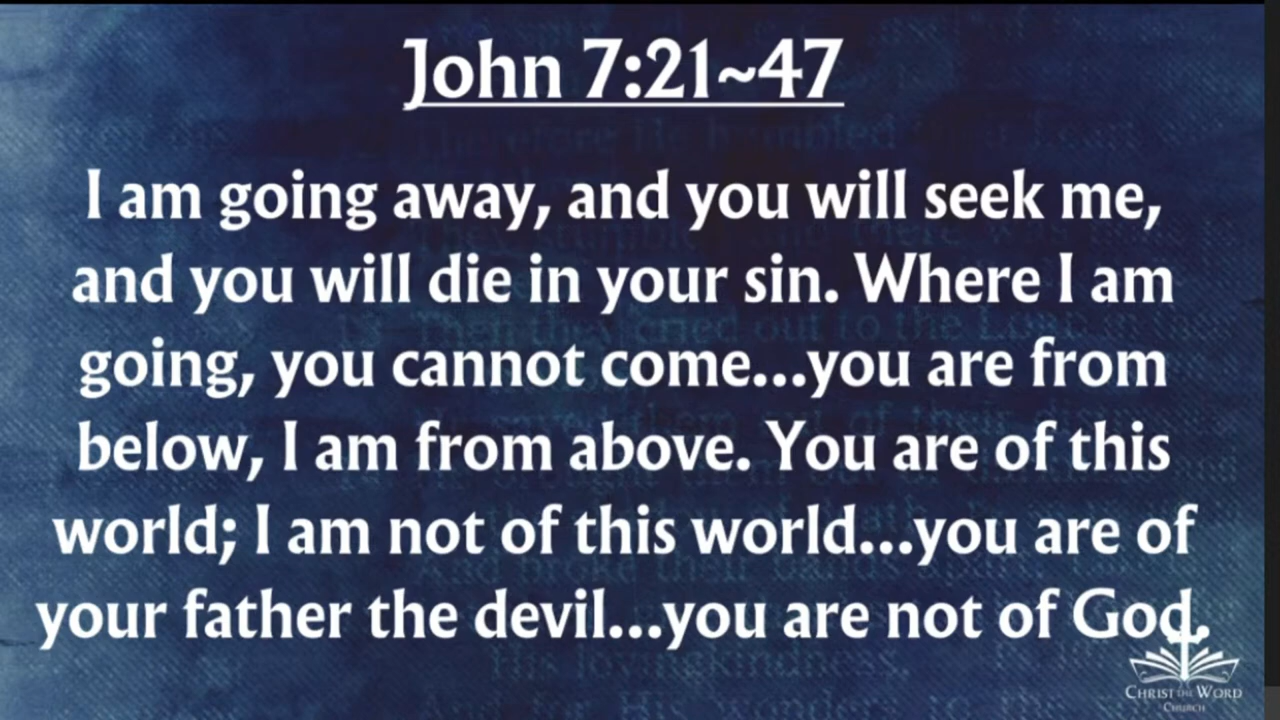 John 7:21~47
I am going away, and you will seek me,
and you will die in your sin. Where I am
going, you cannot come...you are from
below, I am from above. You are of this
world; I am not of this world...you are of
your father the devil...you are not of God.
CHRIST THE WORD
CHURCH